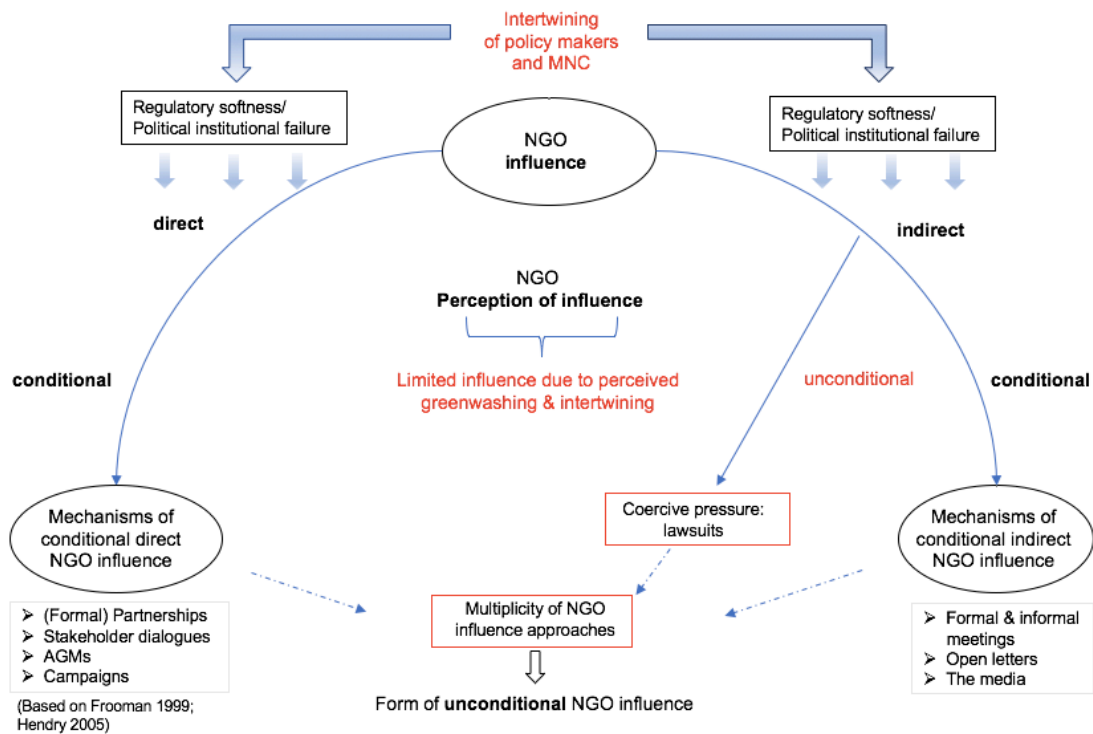 Intertwining
of policy makers
and MNC
Regulatory softness/
Political institutional failure
NGO
influence
Regulatory softness/
Political institutional failure
direct
indirect
NGO
Perception of influence
conditional
Limited influence due to perceived
greenwashing & intertwining
unconditional
conditional
Mechanisms of
conditional direct
NGO influence
Coercive pressure:
lawsuits
Mechanisms of
conditional indirect
NGO influence
➢ (Formal) Partnerships
➢ Stakeholder dialogues
➢ AGMs
➢ Campaigns
(Based on Frooman 1999;
Hendry 2005)
Multiplicity of NGO
influence approaches
Form of unconditional NGO influence
➢ Formal & informal
meetings
➢ Open letters
➢ The media